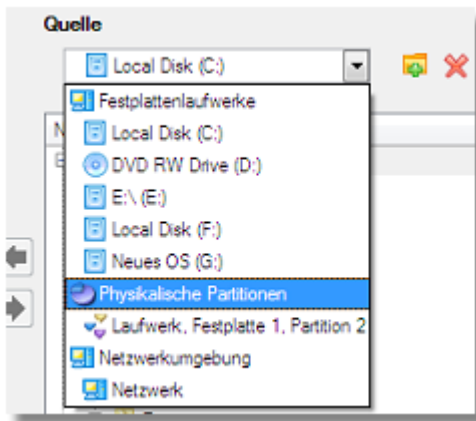 Quelle
Local Disk (C:)
Festplattenlaufwerke
Local Disk (C:)
DVD RW Drive (D:)
E:\ (E:)
Local Disk (F:)
Neues OS (G:)
Physikalische Partitionen
Laufwerk, Festplatte 1, Partition 2
Netzwerkumgebung
Netzwerk